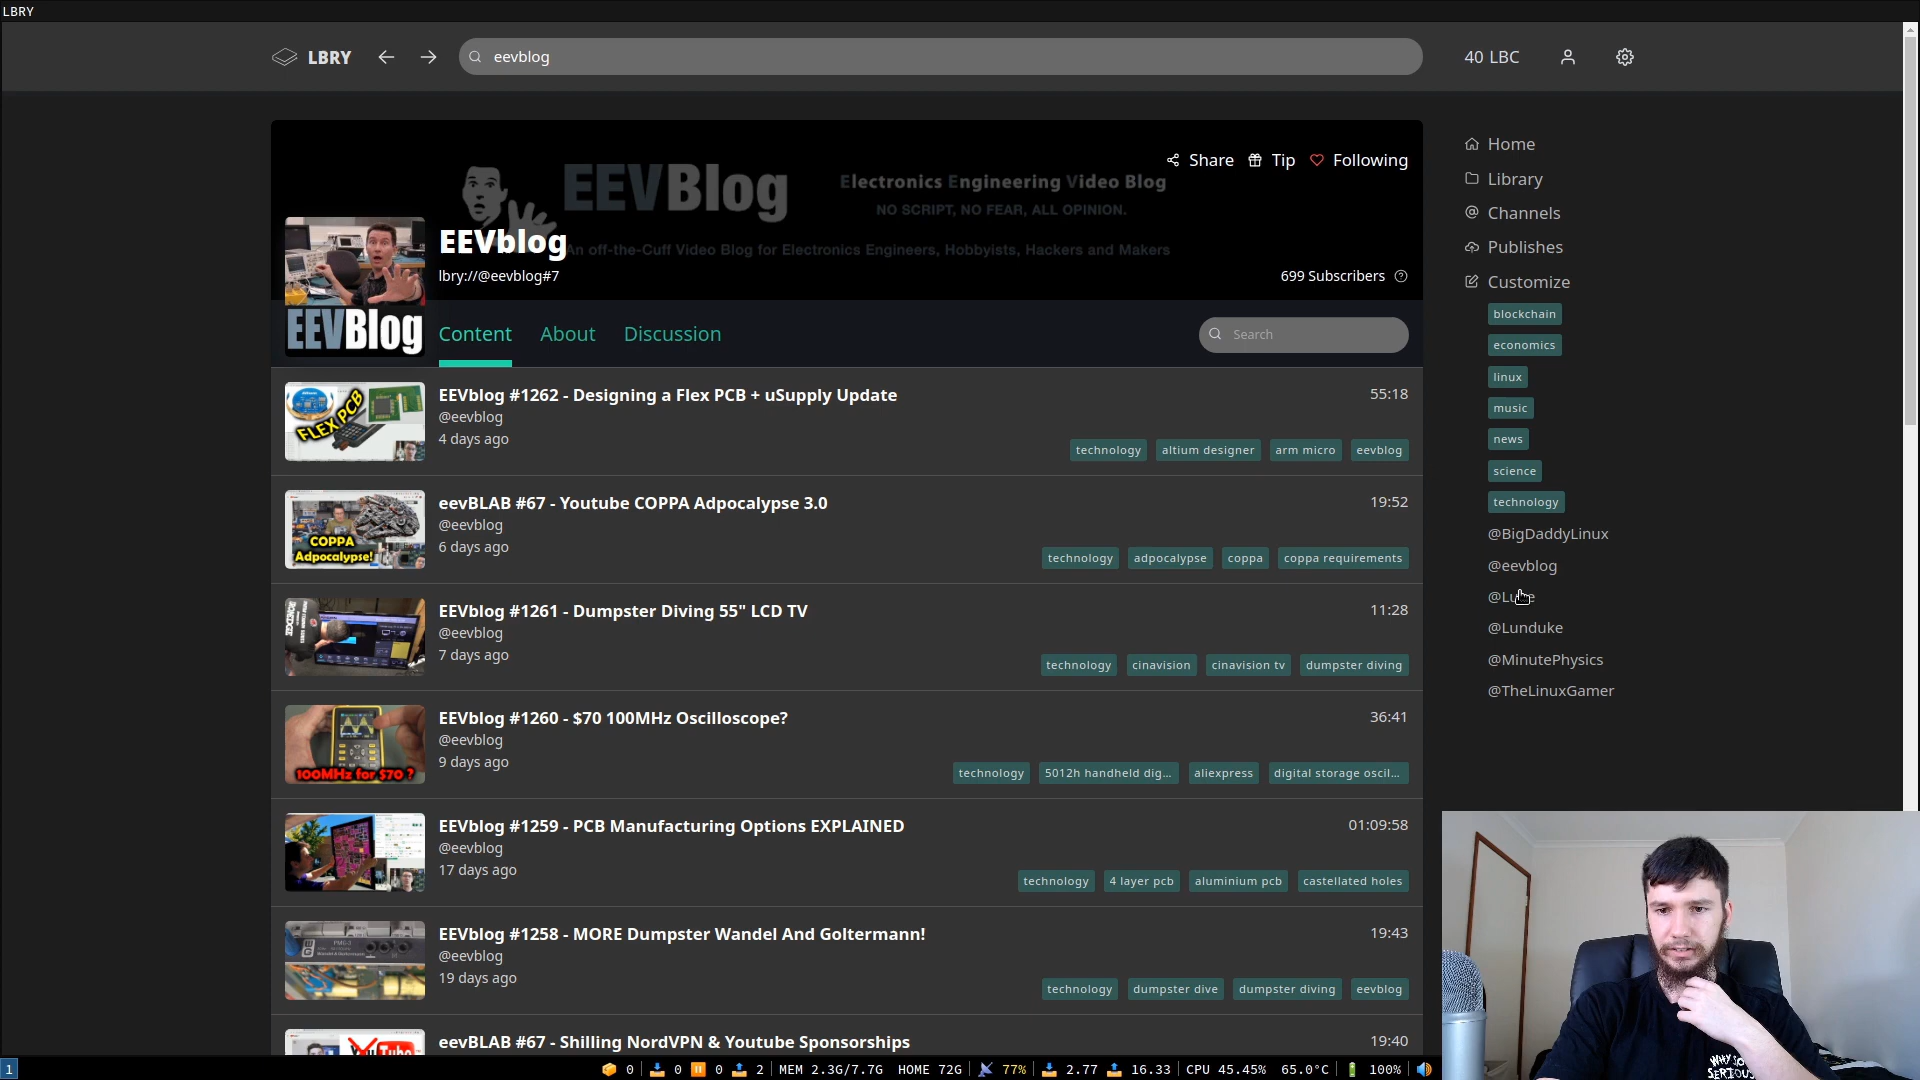 LBRY
LBRY
eevblog
40 LBC
Share
Tip
Following
EEVBlog
Electronics Engineering Video Blog
NO SCRIPT, NO FEAR, ALL OPINION.
An off-the-Cuff Video Blog for Electronics Engineers, Hobbyists, Hackers and Makers
EEVblog
lbry://@eevblog#7
699 Subscribers
EEVBlog
Content
About
Discussion
Search
FLEX PCB
EEVblog #1262 - Designing a Flex PCB + uSupply Update
55:18
@eevblog
4 days ago
technology
altium designer
arm micro
eevblog
COPPA
Adpocalypse!
eevBLAB #67 - Youtube COPPA Adpocalypse 3.0
19:52
@eevblog
6 days ago
technology
adpocalypse
coppa
coppa requirements
EEVblog #1261 - Dumpster Diving 55" LCD TV
11:28
@eevblog
7 days ago
technology
cinavision
cinavision tv
dumpster diving
100MHz for $70 ?
EEVblog #1260 - $70 100MHz Oscilloscope?
36:41
@eevblog
9 days ago
technology
5012h handheld dig...
aliexpress
digital storage oscil...
EEVblog #1259 - PCB Manufacturing Options EXPLAINED
01:09:58
@eevblog
17 days ago
technology
4 layer pcb
aluminium pcb
castellated holes
EEVblog #1258 - MORE Dumpster Wandel And Goltermann!
19:43
@eevblog
19 days ago
technology
dumpster dive
dumpster diving
eevblog
eevBLAB #67 - Shilling NordVPN & Youtube Sponsorships
19:40
Home
Library
Channels
Publishes
Customize
blockchain
economics
linux
music
news
science
technology
@BigDaddyLinux
@eevblog
@Lunduke
@MinutePhysics
@TheLinuxGamer
WHY SO
SERIOUS
1
0 | 0 0 2 | MEM 2.3G/7.7G HOME 72G | 77% 2.77 16.33 | CPU 45.45% 65.0°C | 100%